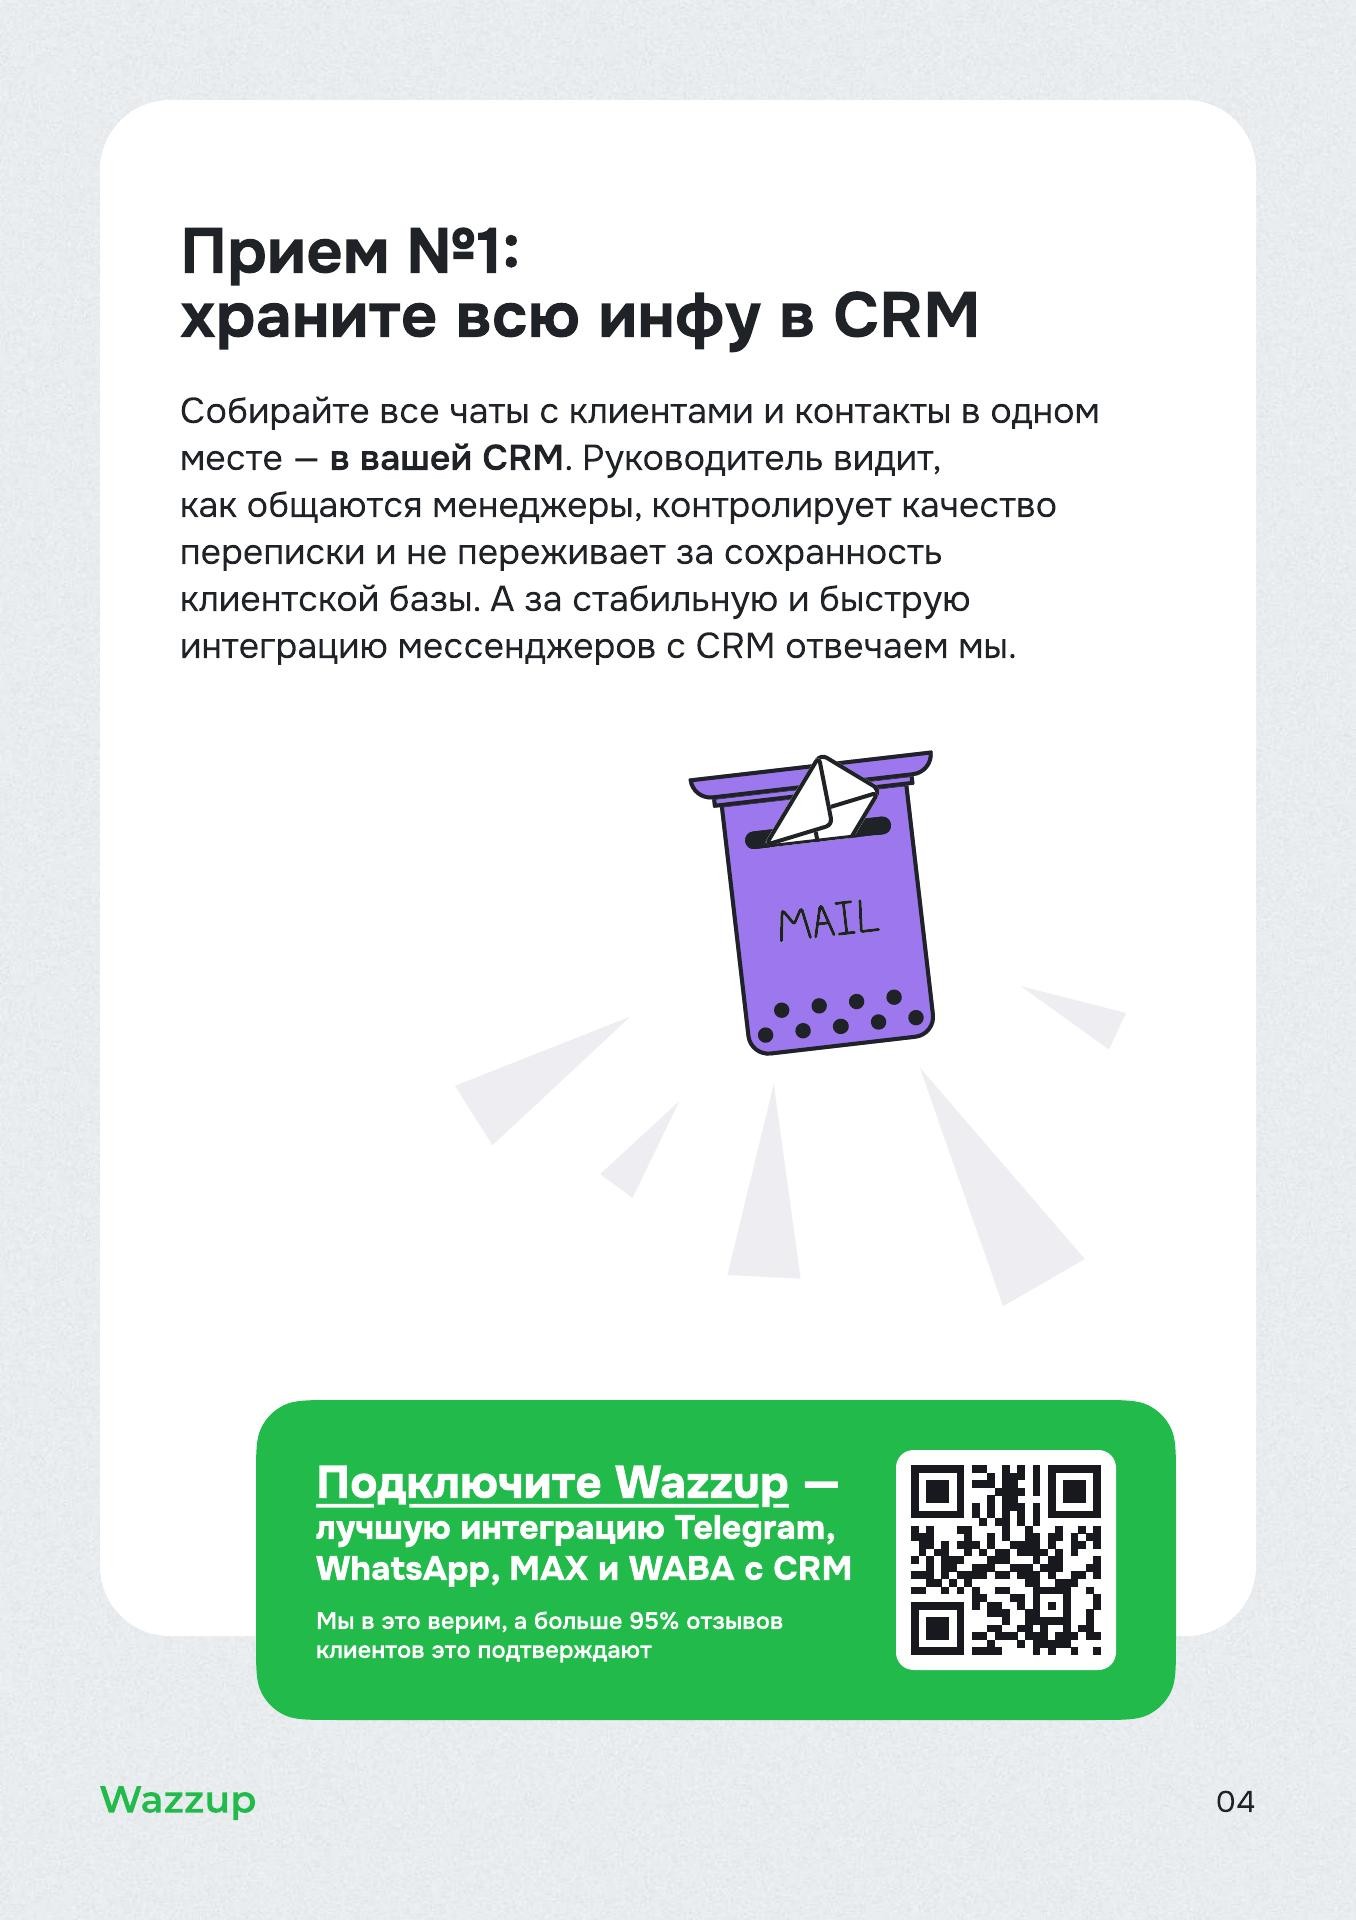 Прием №1:
храните всю инфу в CRM
Собирайте все чаты с клиентами и контакты в одном
месте — в вашей CRM. Руководитель видит,
как общаются менеджеры, контролирует качество
переписки и не переживает за сохранность
клиентской базы. А за стабильную и быструю
интеграцию мессенджеров с CRM отвечаем мы.
MAIL
Подключите Wazzup —
лучшую интеграцию Telegram,
WhatsApp, MAX и WABA с CRM
Мы в это верим, а больше 95% отзывов
клиентов это подтверждают
Wazzup
04